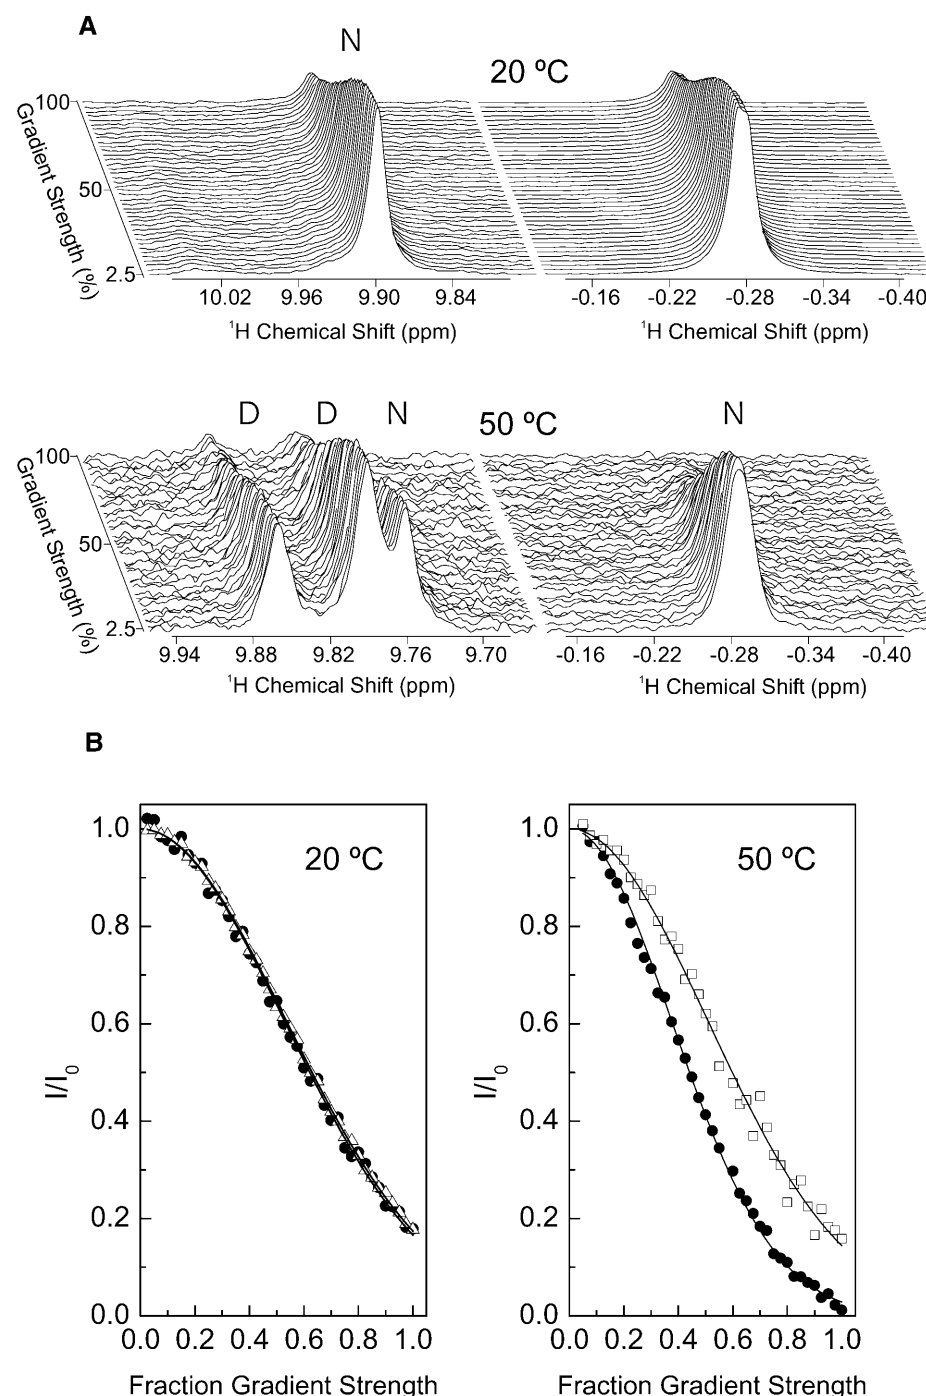 A
N
20 ºC
100
50
2.5
Gradient Strength (%)
10.02 9.96 9.90 9.84 -0.16 -0.22 -0.28 -0.34 -0.40
¹H Chemical Shift (ppm) ¹H Chemical Shift (ppm)
D D N 50 ºC N
100
50
2.5
Gradient Strength (%)
9.94 9.88 9.82 9.76 9.70 -0.16 -0.22 -0.28 -0.34 -0.40
¹H Chemical Shift (ppm) ¹H Chemical Shift (ppm)
B
20 ºC
1.0
0.8
0.6
0.4
0.2
0.0
I/I₀
0.0 0.2 0.4 0.6 0.8 1.0
Fraction Gradient Strength
50 ºC
1.0
0.8
0.6
0.4
0.2
0.0
I/I₀
0.0 0.2 0.4 0.6 0.8 1.0
Fraction Gradient Strength